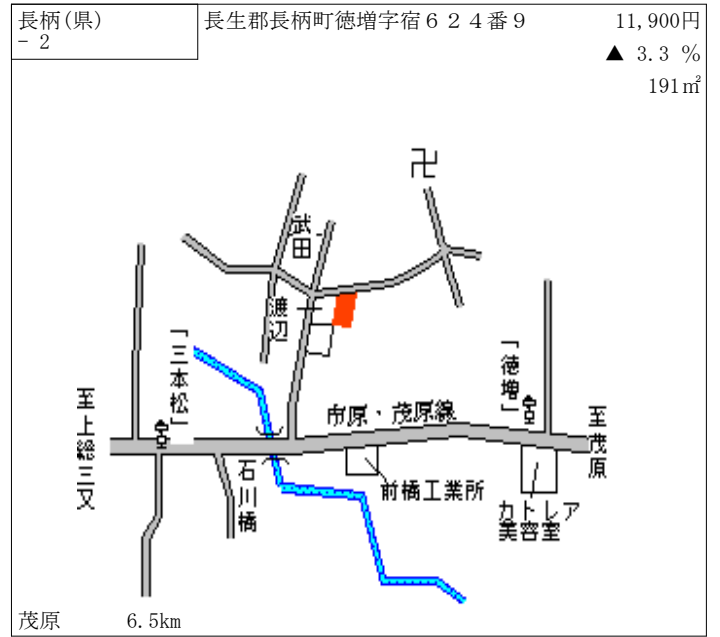 長柄(県)
- 2
長生郡長柄町徳増字宿６２４番９
11,900円
▲ 3.3 %
191㎡
卍
武田
渡辺
「三本松」
「徳増」
至上総三又
市原・茂原線
至茂原
石川橋
前橋工業所
カトレア
美容室
茂原 6.5km